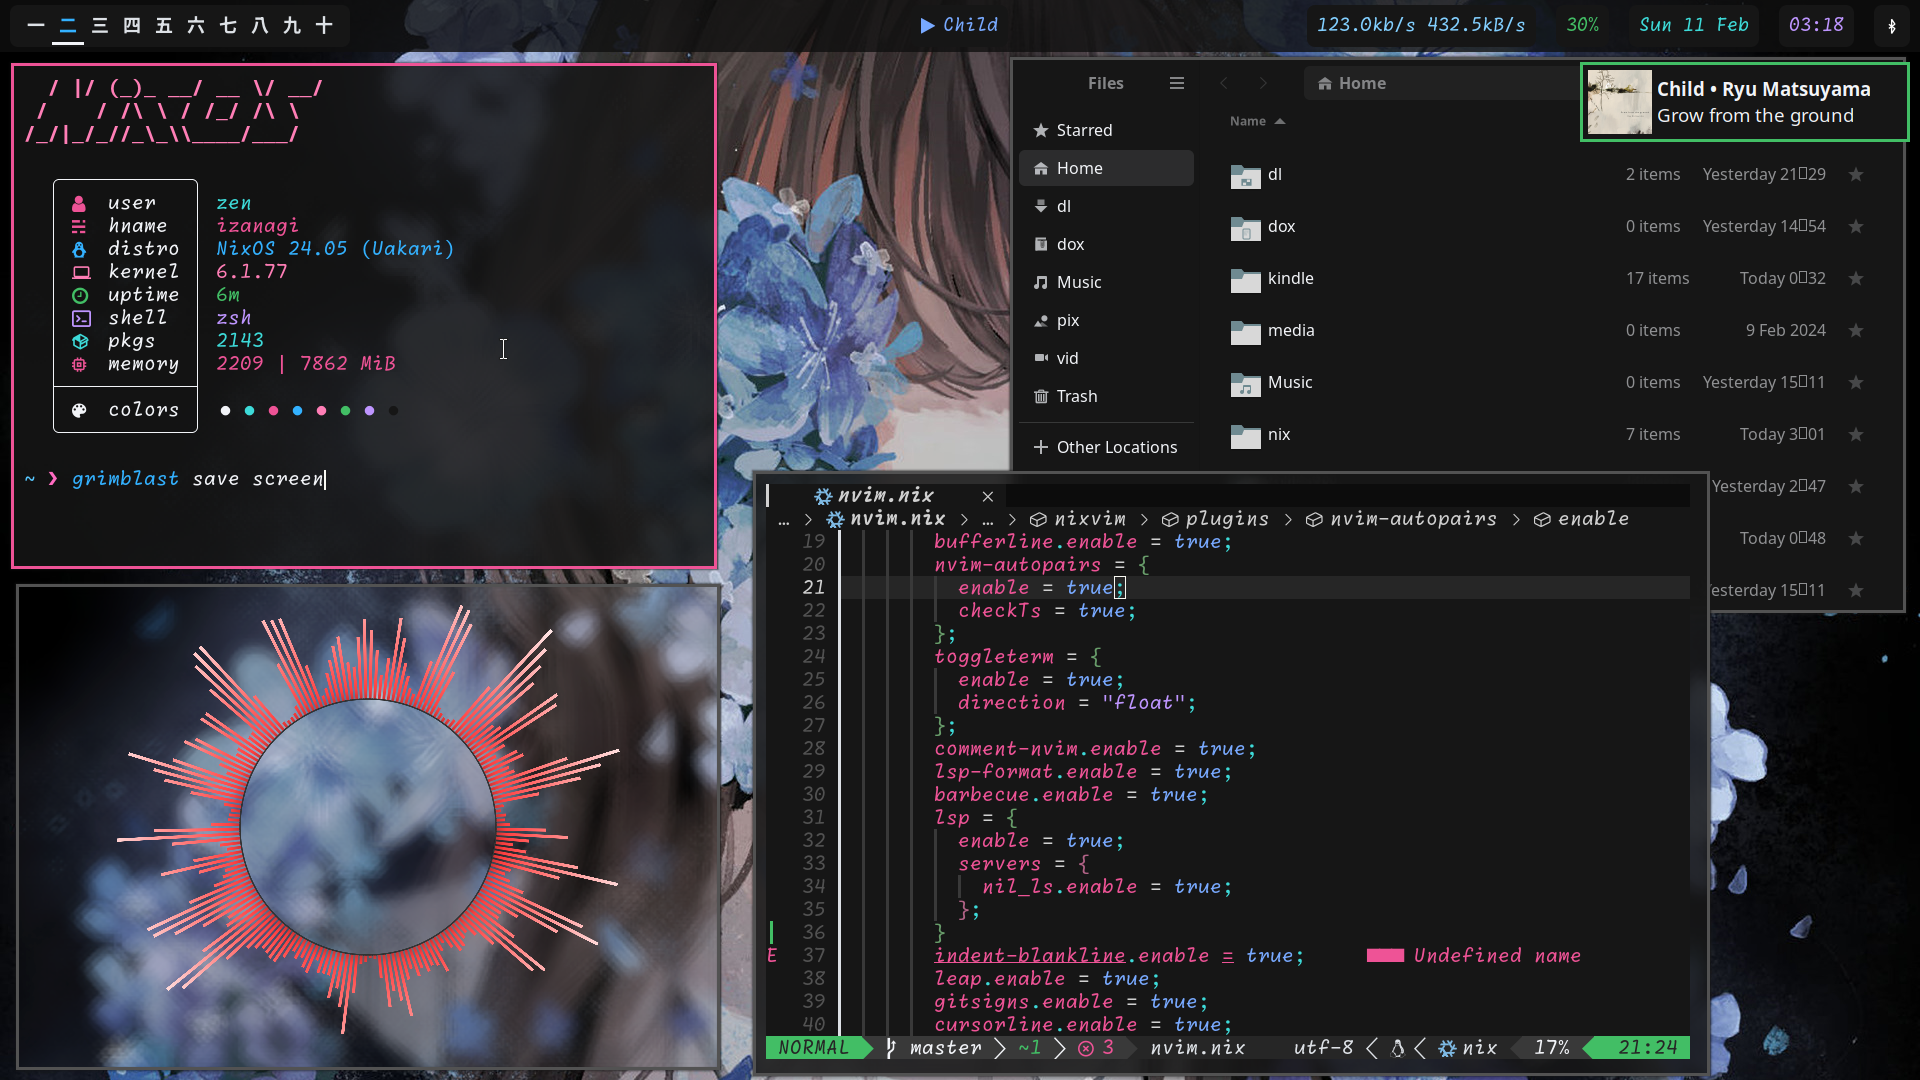 一 二 三 四 五 六 七 八 九 十
Child
123.0kb/s 432.5kB/s
30%
Sun 11 Feb
03:18
user zen
hname izanagi
distro NixOS 24.05 (Uakari)
kernel 6.1.77
uptime 6m
shell zsh
pkgs 2143
memory 2209 | 7862 MiB
colors
~ ❯ grimblast save screen
Files
Home
Starred
Home
dl
dox
Music
pix
vid
Trash
Other Locations
Name
dl 2 items Yesterday 21▯29
dox 0 items Yesterday 14▯54
kindle 17 items Today 0▯32
media 0 items 9 Feb 2024
Music 0 items Yesterday 15▯11
nix 7 items Today 3▯01
Yesterday 2▯47
Today 0▯48
Yesterday 15▯11
Child • Ryu Matsuyama
Grow from the ground
nvim.nix ×
… > nvim.nix > … > nixvim > plugins > nvim-autopairs > enable
19 bufferline.enable = true;
20 nvim-autopairs = {
21 enable = true;
22 checkTs = true;
23 };
24 toggleterm = {
25 enable = true;
26 direction = "float";
27 };
28 comment-nvim.enable = true;
29 lsp-format.enable = true;
30 barbecue.enable = true;
31 lsp = {
32 enable = true;
33 servers = {
34 nil_ls.enable = true;
35 };
36 }
E 37 indent-blankline.enable = true; Undefined name
38 leap.enable = true;
39 gitsigns.enable = true;
40 cursorline.enable = true;
NORMAL master ~1 3 nvim.nix utf-8 nix 17% 21:24